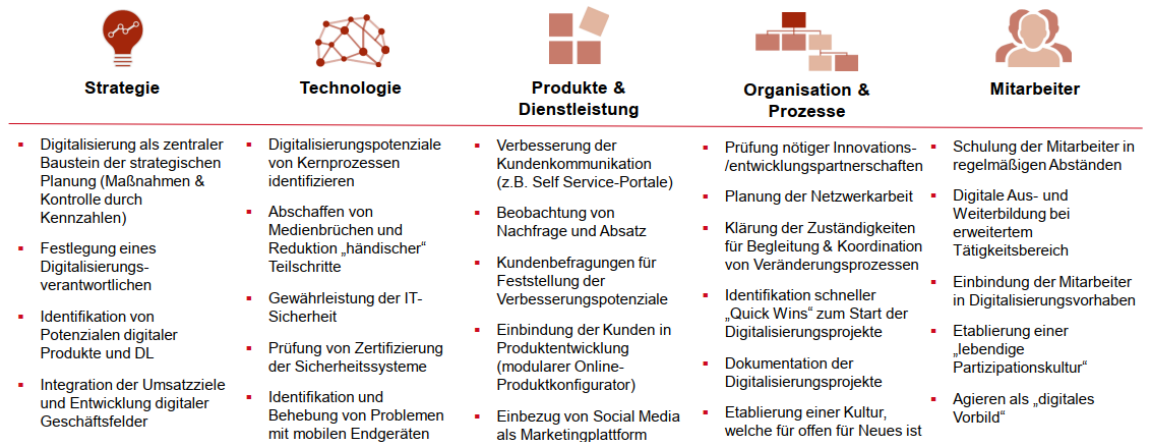 Strategie
Digitalisierung als zentraler
Baustein der strategischen
Planung (Maßnahmen &
Kontrolle durch
Kennzahlen)
Festlegung eines
Digitalisierungs-
verantwortlichen
Identifikation von
Potenzialen digitaler
Produkte und DL
Integration der Umsatzziele
und Entwicklung digitaler
Geschäftsfelder
Technologie
Digitalisierungspotenziale
von Kernprozessen
identifizieren
Abschaffen von
Medienbrüchen und
Reduktion „händischer“
Teilschritte
Gewährleistung der IT-
Sicherheit
Prüfung von Zertifizierung
der Sicherheitssysteme
Identifikation und
Behebung von Problemen
mit mobilen Endgeräten
Produkte &
Dienstleistung
Verbesserung der
Kundenkommunikation
(z.B. Self Service-Portale)
Beobachtung von
Nachfrage und Absatz
Kundenbefragungen für
Feststellung der
Verbesserungspotenziale
Einbindung der Kunden in
Produktentwicklung
(modularer Online-
Produktkonfigurator)
Einbezug von Social Media
als Marketingplattform
Organisation &
Prozesse
Prüfung nötiger Innovations-
/entwicklungspartnerschaften
Planung der Netzwerkarbeit
Klärung der Zuständigkeiten
für Begleitung & Koordination
von Veränderungsprozessen
Identifikation schneller
„Quick Wins“ zum Start der
Digitalisierungsprojekte
Dokumentation der
Digitalisierungsprojekte
Etablierung einer Kultur,
welche für offen für Neues ist
Mitarbeiter
Schulung der Mitarbeiter in
regelmäßigen Abständen
Digitale Aus- und
Weiterbildung bei
erweitertem
Tätigkeitsbereich
Einbindung der Mitarbeiter
in Digitalisierungsvorhaben
Etablierung einer
„lebendige
Partizipationskultur“
Agieren als „digitales
Vorbild“